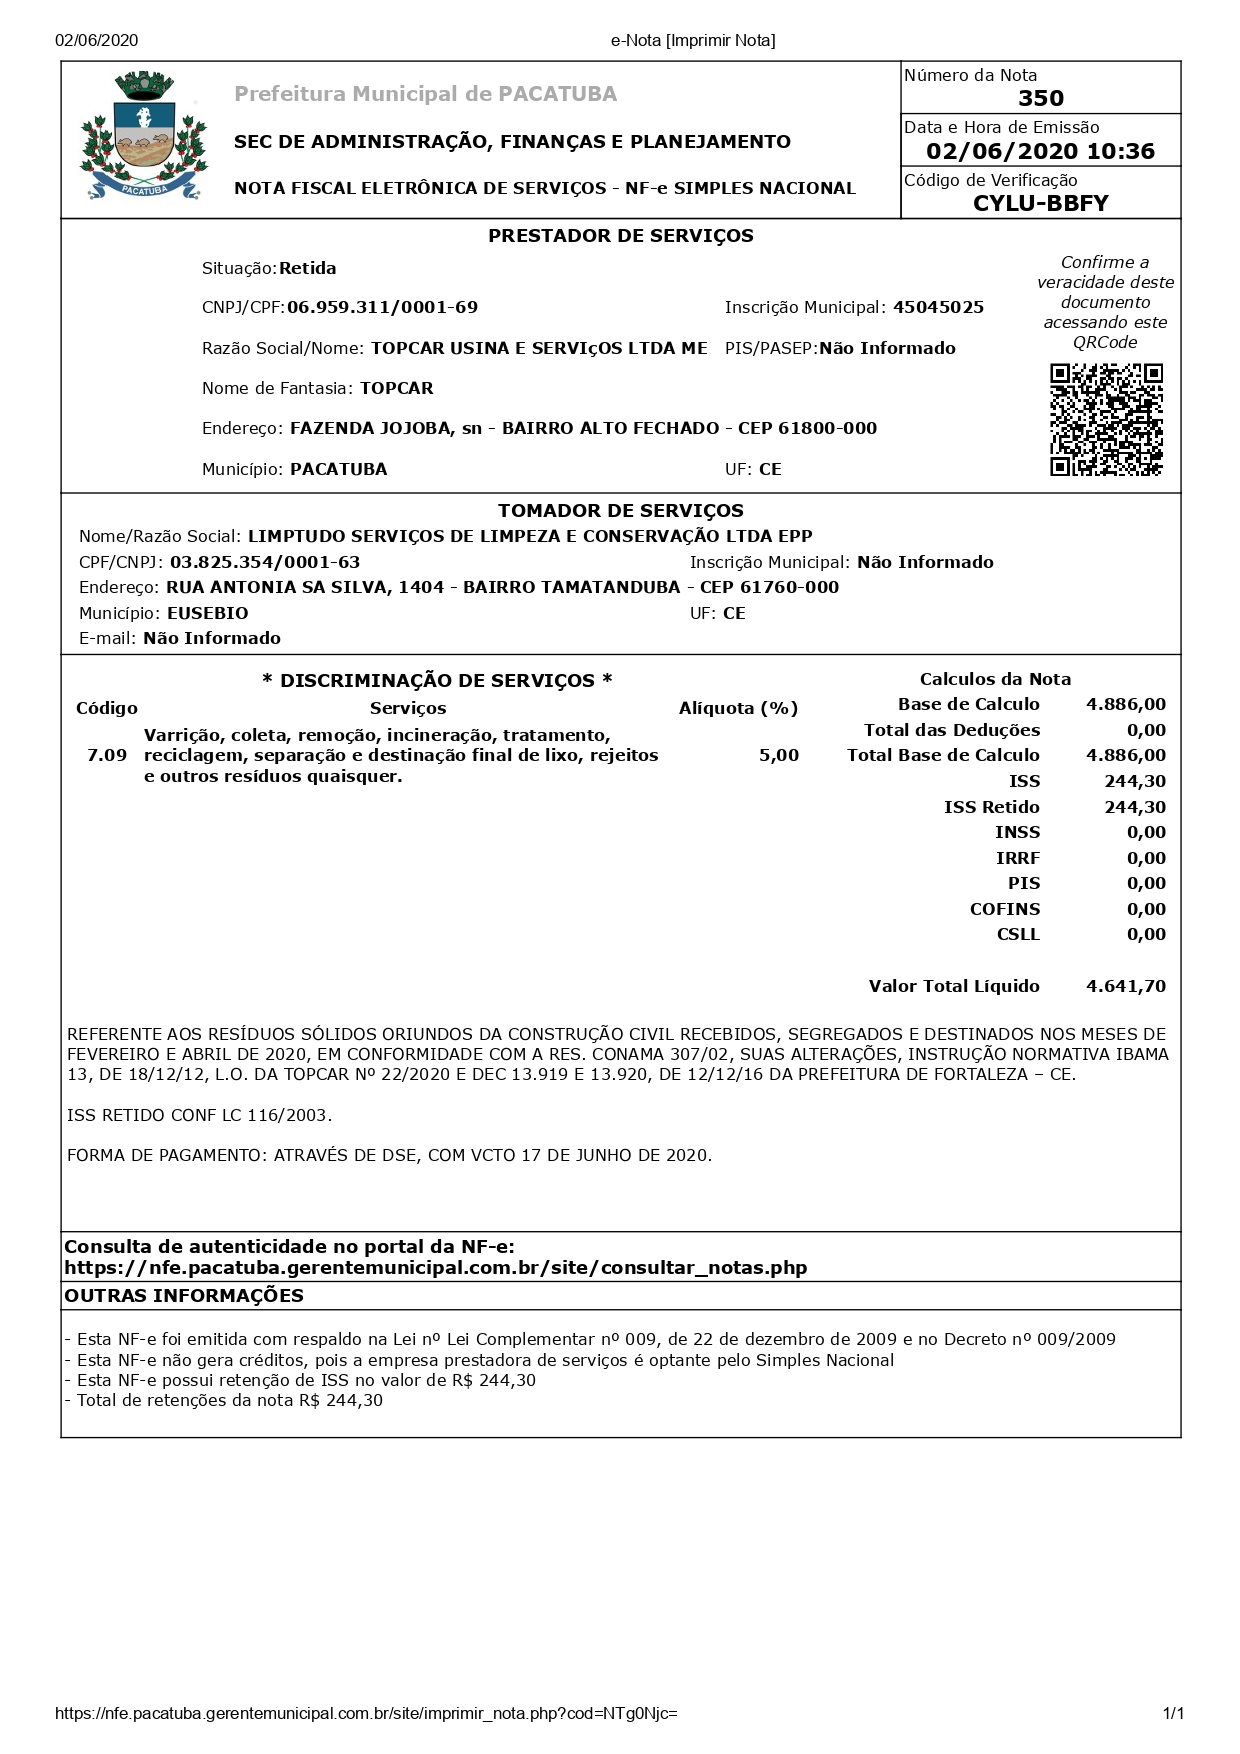 02/06/2020 e-Nota [Imprimir Nota]
Prefeitura Municipal de PACATUBA
SEC DE ADMINISTRAÇÃO, FINANÇAS E PLANEJAMENTO
NOTA FISCAL ELETRÔNICA DE SERVIÇOS - NF-e SIMPLES NACIONAL
PACATUBA
Número da Nota
350
Data e Hora de Emissão
02/06/2020 10:36
Código de Verificação
CYLU-BBFY
PRESTADOR DE SERVIÇOS
Situação:Retida
CNPJ/CPF:06.959.311/0001-69 Inscrição Municipal: 45045025
Razão Social/Nome: TOPCAR USINA E SERVIçOS LTDA ME PIS/PASEP:Não Informado
Nome de Fantasia: TOPCAR
Endereço: FAZENDA JOJOBA, sn - BAIRRO ALTO FECHADO - CEP 61800-000
Município: PACATUBA UF: CE
Confirme a
veracidade deste
documento
acessando este
QRCode
TOMADOR DE SERVIÇOS
Nome/Razão Social: LIMPTUDO SERVIÇOS DE LIMPEZA E CONSERVAÇÃO LTDA EPP
CPF/CNPJ: 03.825.354/0001-63 Inscrição Municipal: Não Informado
Endereço: RUA ANTONIA SA SILVA, 1404 - BAIRRO TAMATANDUBA - CEP 61760-000
Município: EUSEBIO UF: CE
E-mail: Não Informado
* DISCRIMINAÇÃO DE SERVIÇOS *
Código Serviços Alíquota (%)
Varrição, coleta, remoção, incineração, tratamento,
7.09 reciclagem, separação e destinação final de lixo, rejeitos 5,00
e outros resíduos quaisquer.
Calculos da Nota
Base de Calculo 4.886,00
Total das Deduções 0,00
Total Base de Calculo 4.886,00
ISS 244,30
ISS Retido 244,30
INSS 0,00
IRRF 0,00
PIS 0,00
COFINS 0,00
CSLL 0,00
Valor Total Líquido 4.641,70
REFERENTE AOS RESÍDUOS SÓLIDOS ORIUNDOS DA CONSTRUÇÃO CIVIL RECEBIDOS, SEGREGADOS E DESTINADOS NOS MESES DE
FEVEREIRO E ABRIL DE 2020, EM CONFORMIDADE COM A RES. CONAMA 307/02, SUAS ALTERAÇÕES, INSTRUÇÃO NORMATIVA IBAMA
13, DE 18/12/12, L.O. DA TOPCAR Nº 22/2020 E DEC 13.919 E 13.920, DE 12/12/16 DA PREFEITURA DE FORTALEZA – CE.
ISS RETIDO CONF LC 116/2003.
FORMA DE PAGAMENTO: ATRAVÉS DE DSE, COM VCTO 17 DE JUNHO DE 2020.
Consulta de autenticidade no portal da NF-e:
https://nfe.pacatuba.gerentemunicipal.com.br/site/consultar_notas.php
OUTRAS INFORMAÇÕES
- Esta NF-e foi emitida com respaldo na Lei nº Lei Complementar nº 009, de 22 de dezembro de 2009 e no Decreto nº 009/2009
- Esta NF-e não gera créditos, pois a empresa prestadora de serviços é optante pelo Simples Nacional
- Esta NF-e possui retenção de ISS no valor de R$ 244,30
- Total de retenções da nota R$ 244,30
https://nfe.pacatuba.gerentemunicipal.com.br/site/imprimir_nota.php?cod=NTg0Njc= 1/1